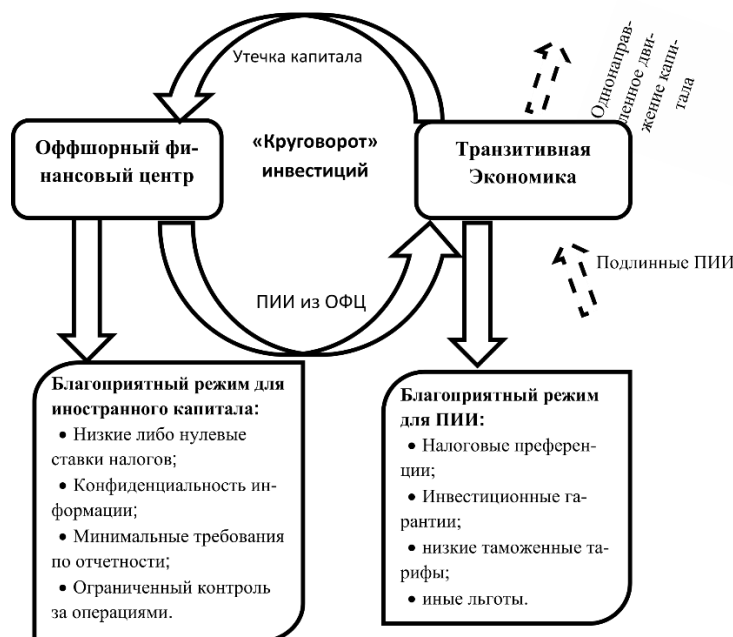 Утечка капитала
Однонаправ-
ленное дви-
жение капи-
тала
Оффшорный фи-
нансовый центр
«Круговорот»
инвестиций
Транзитивная
Экономика
Подлинные ПИИ
ПИИ из ОФЦ
Благоприятный режим для
иностранного капитала:
• Низкие либо нулевые
ставки налогов;
• Конфиденциальность ин-
формации;
• Минимальные требования
по отчетности;
• Ограниченный контроль
за операциями.
Благоприятный режим
для ПИИ:
• Налоговые преферен-
ции;
• Инвестиционные га-
рантии;
• низкие таможенные та-
рифы;
• иные льготы.